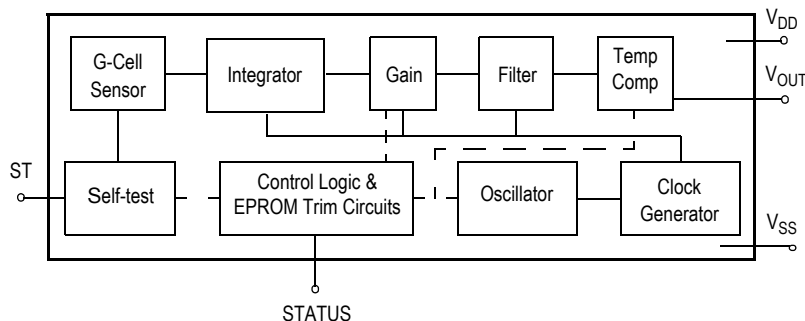 V_DD
G-Cell
Sensor
Integrator
Gain
Filter
Temp
Comp
V_OUT
ST
Self-test
Control Logic &
EPROM Trim Circuits
Oscillator
Clock
Generator
V_SS
STATUS